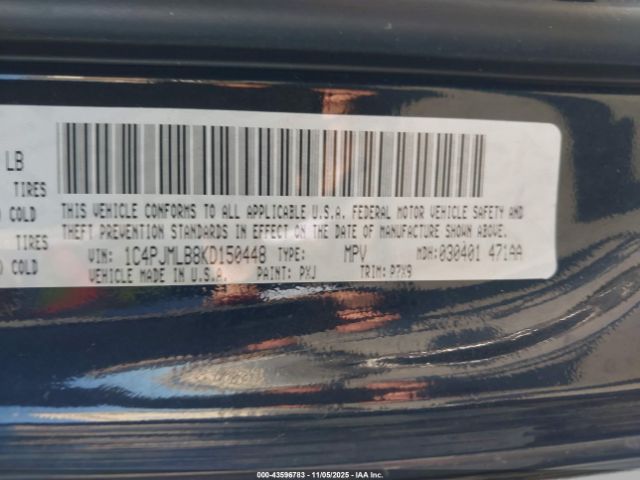 LB
TIRES
COLD
TIRES
COLD
THIS VEHICLE CONFORMS TO ALL APPLICABLE U.S.A. FEDERAL MOTOR VEHICLE SAFETY AND
THEFT PREVENTION STANDARDS IN EFFECT ON THE DATE OF MANUFACTURE SHOWN ABOVE.
VIN: 1C4PJMLB8KD150448 TYPE: MPV MDH: 030401 471AA
VEHICLE MADE IN U.S.A. PAINT: PXJ TRIM: P7X9
000-43596783 - 11/05/2025 - IAA Inc.